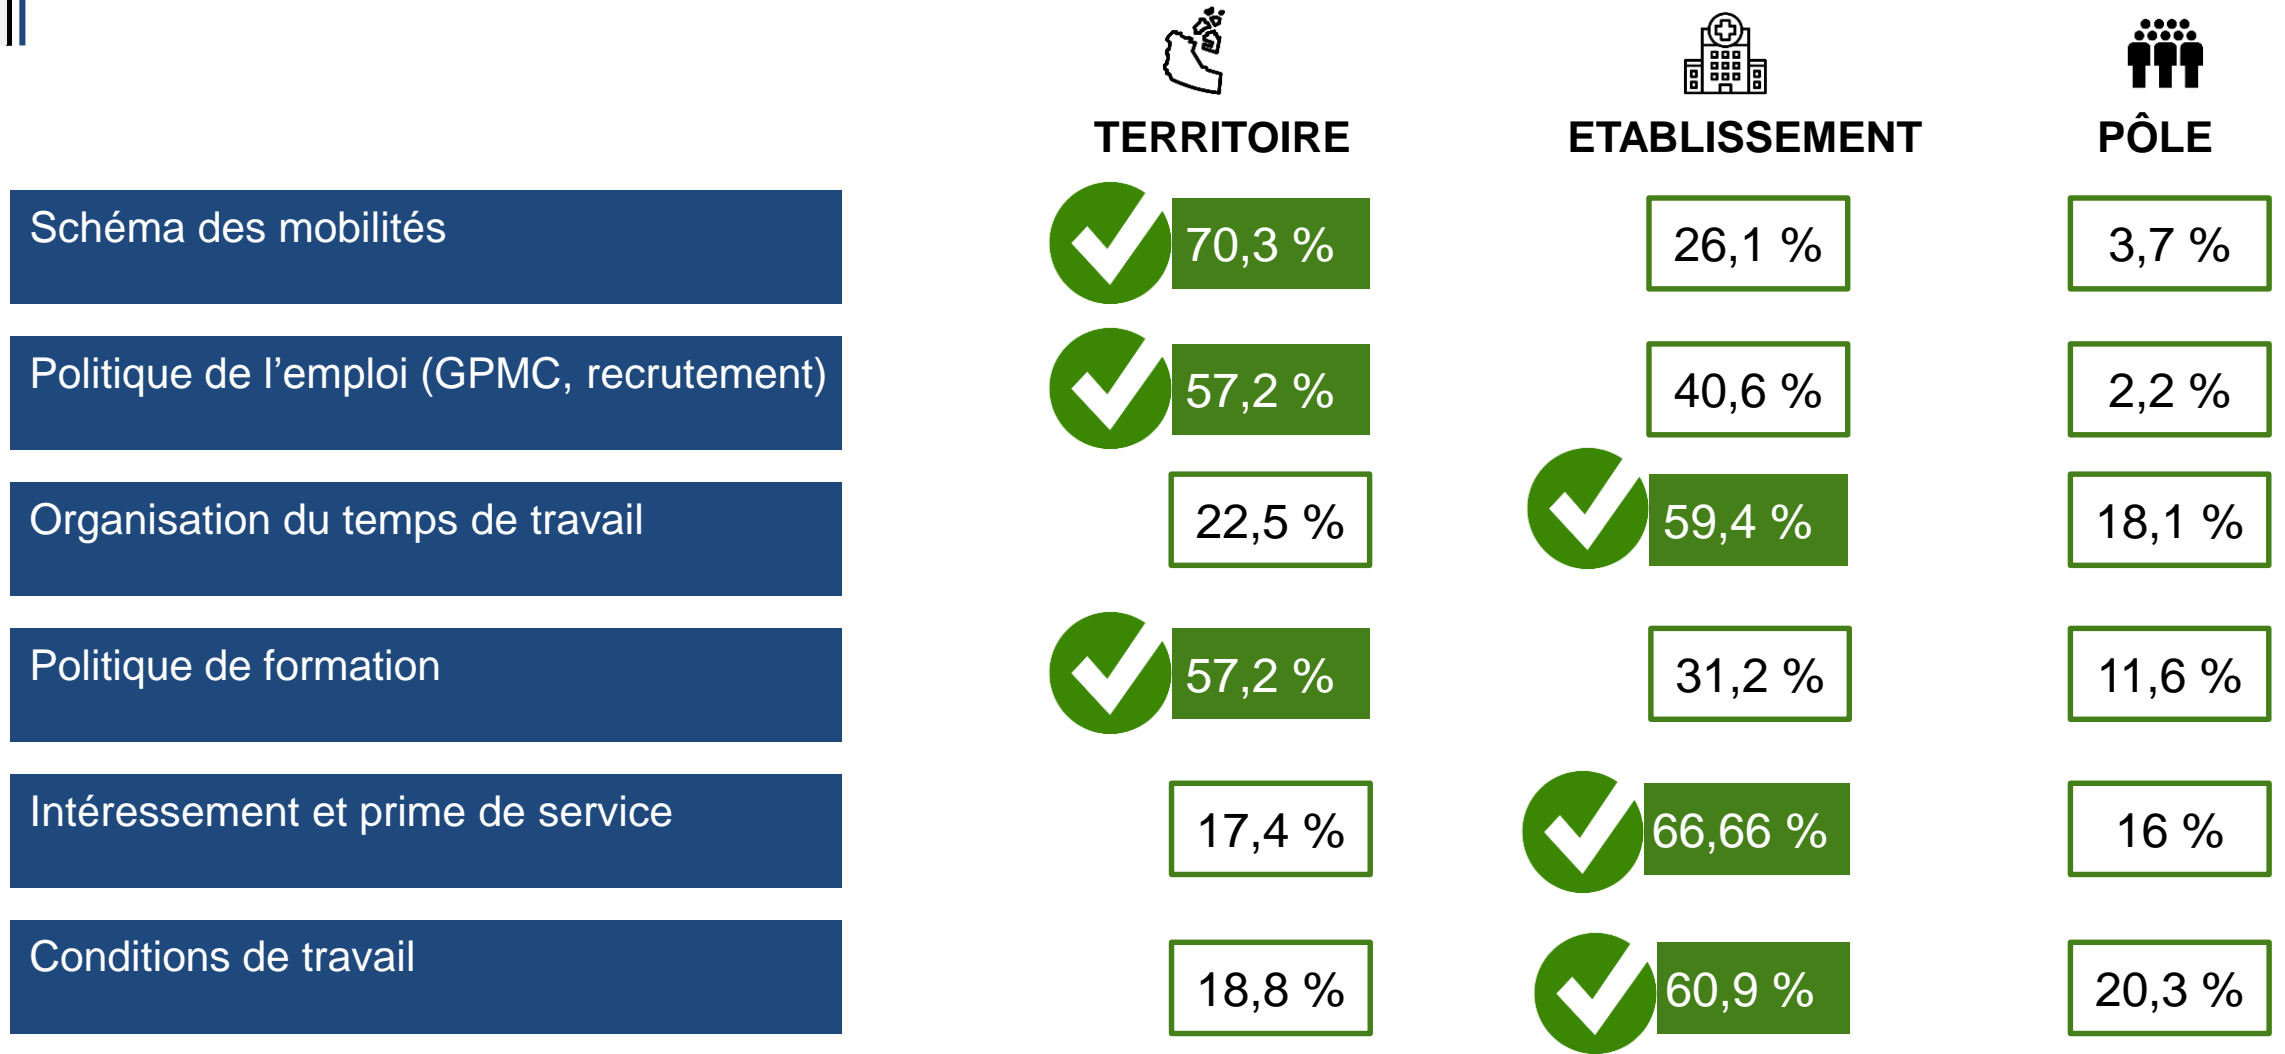 TERRITOIRE ETABLISSEMENT PÔLE
Schéma des mobilités 70,3 % 26,1 % 3,7 %
Politique de l’emploi (GPMC, recrutement) 57,2 % 40,6 % 2,2 %
Organisation du temps de travail 22,5 % 59,4 % 18,1 %
Politique de formation 57,2 % 31,2 % 11,6 %
Intéressement et prime de service 17,4 % 66,66 % 16 %
Conditions de travail 18,8 % 60,9 % 20,3 %